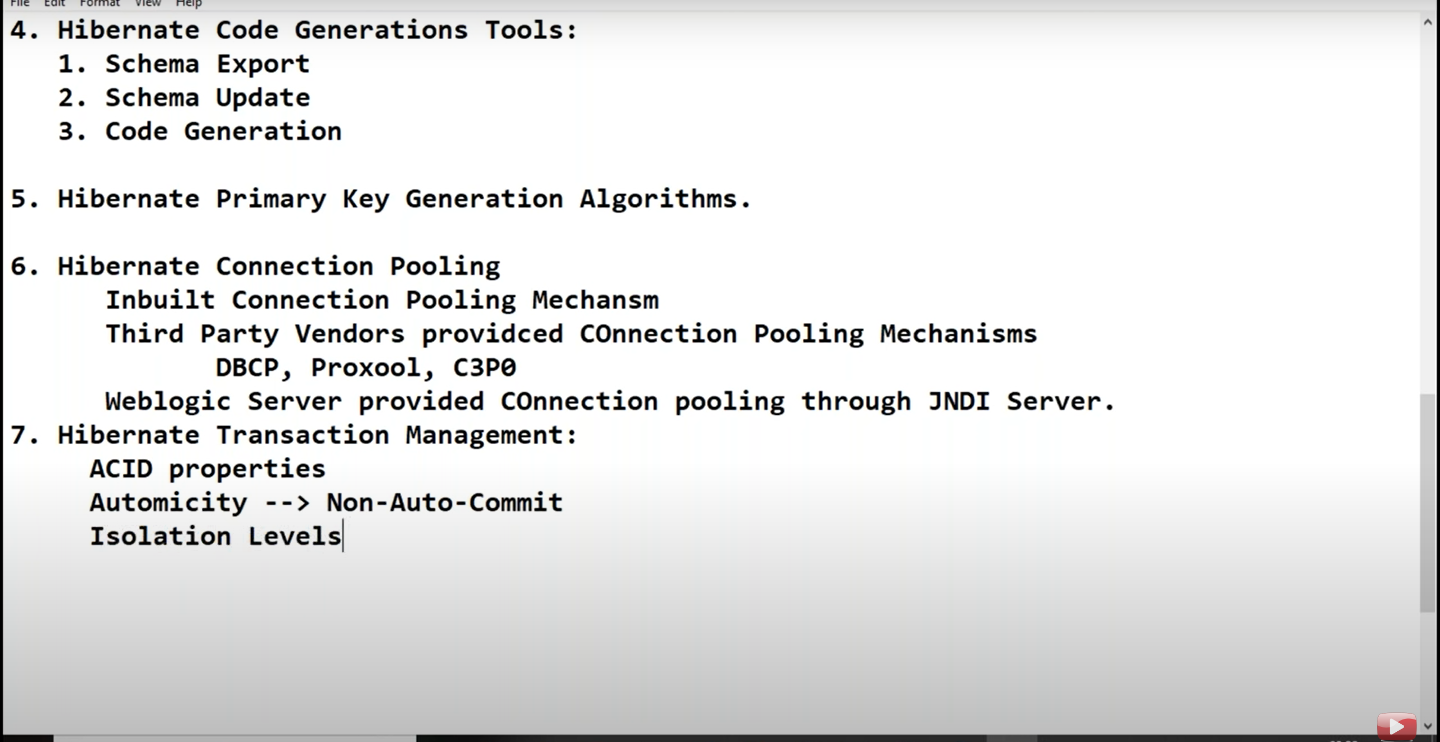 File Edit Format View Help
4. Hibernate Code Generations Tools:
1. Schema Export
2. Schema Update
3. Code Generation
5. Hibernate Primary Key Generation Algorithms.
6. Hibernate Connection Pooling
Inbuilt Connection Pooling Mechansm
Third Party Vendors providced COnnection Pooling Mechanisms
DBCP, Proxool, C3P0
Weblogic Server provided COnnection pooling through JNDI Server.
7. Hibernate Transaction Management:
ACID properties
Automicity --> Non-Auto-Commit
Isolation Levels